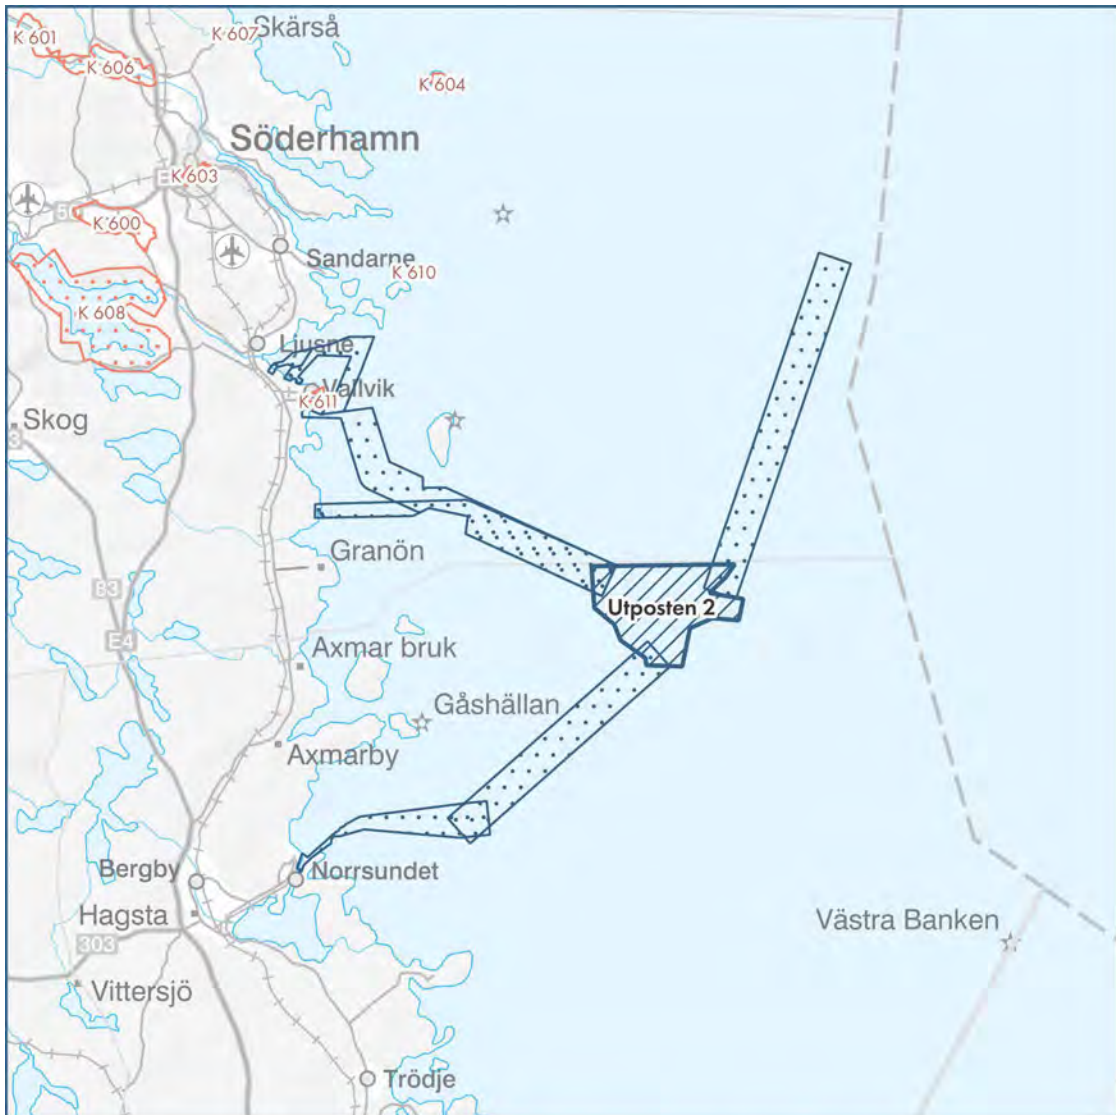 K 601
K 607
Skärså
K 606
K 604
Söderhamn
K 603
50
K 600
Sandarne
K 610
K 608
Ljusne
Vallvik
K 611
Skog
Granön
83
Utposten 2
E4
Axmar bruk
Gåshällan
Axmarby
Bergby
Norrsundet
Hagsta
Västra Banken
303
Vittersjö
Trödje